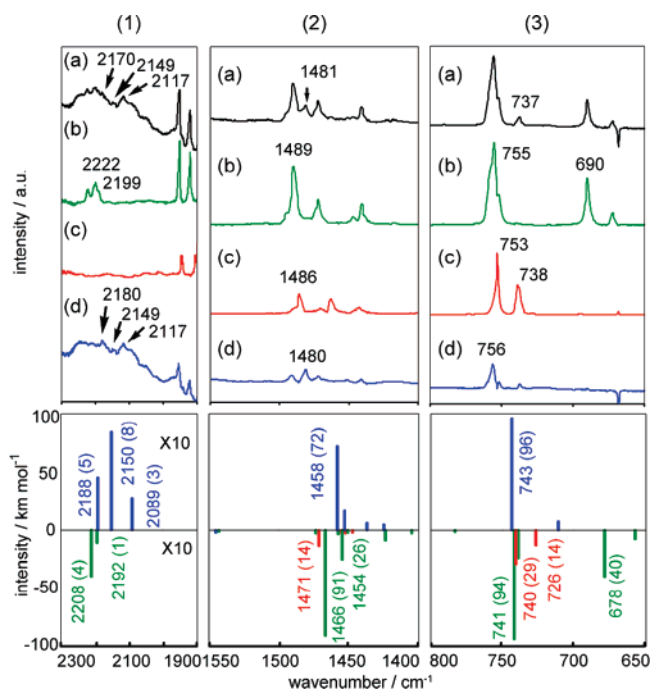 (1) (2) (3)
(a) 2170 2149 2117
(b) 2222 2199
(c)
(d) 2180 2149 2117
(a) 1481
(b) 1489
(c) 1486
(d) 1480
(a) 737
(b) 755 690
(c) 753 738
(d) 756
intensity / a.u.
intensity / km mol⁻¹
100
50
0
-50
-100
2188 (5)
2150 (8)
2089 (3)
X10
X10
2208 (4)
2192 (1)
1458 (72)
1471 (14)
1466 (91)
1454 (26)
743 (96)
741 (94)
740 (29)
726 (14)
678 (40)
2300 2100 1900
1550 1500 1450 1400
800 750 700 650
wavenumber / cm⁻¹